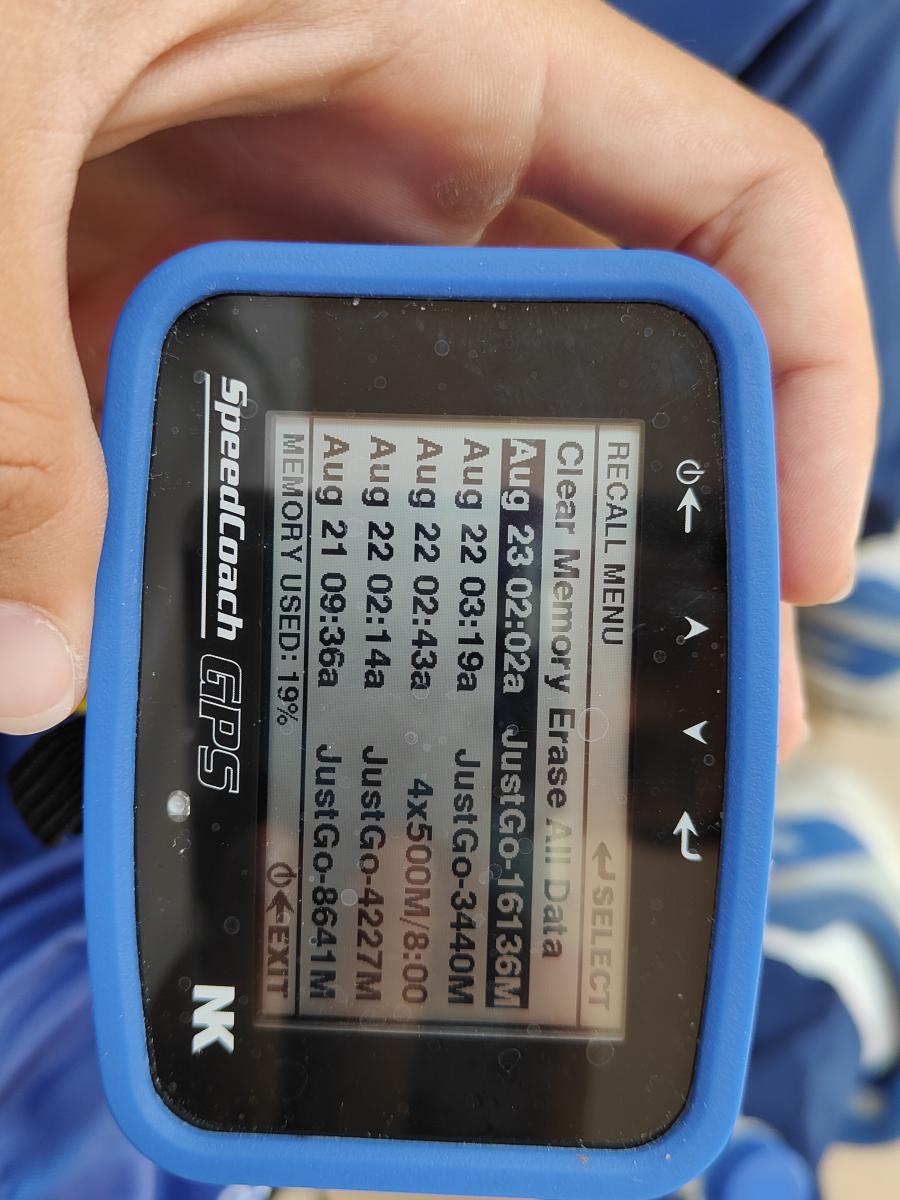 RECALL MENU
SELECT
Clear Memory Erase All Data
Aug 23 02:02a JustGo-16136M
Aug 22 03:19a JustGo-3440M
Aug 22 02:43a 4x500M/8:00
Aug 22 02:14a JustGo-4227M
Aug 21 09:36a JustGo-8641M
MEMORY USED: 19%
EXIT
SpeedCoach GPS
NK